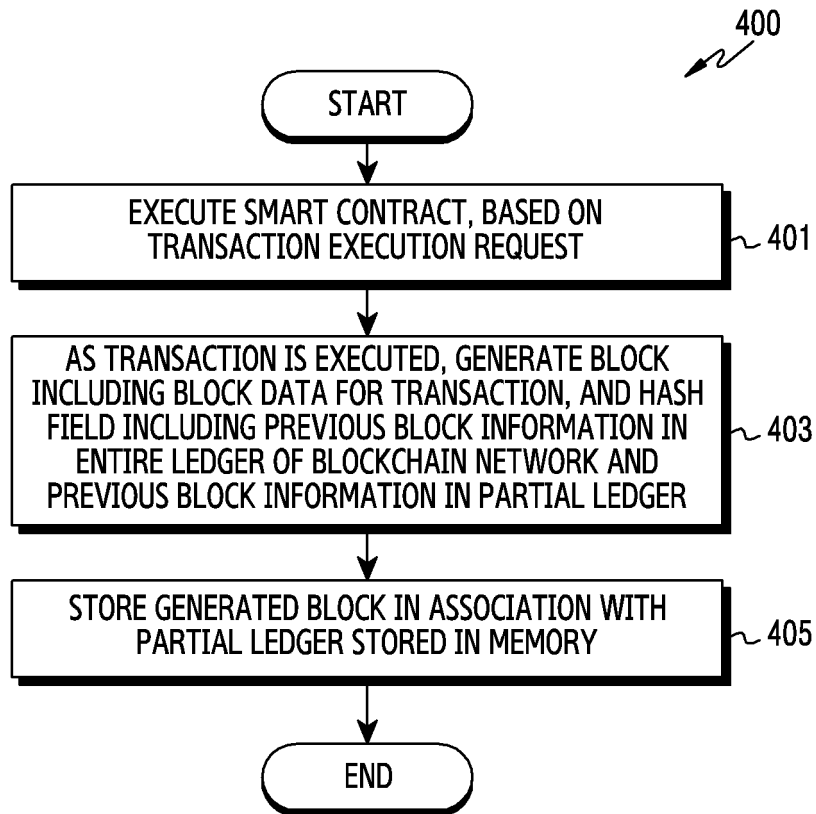 400
START
EXECUTE SMART CONTRACT, BASED ON
TRANSACTION EXECUTION REQUEST
401
AS TRANSACTION IS EXECUTED, GENERATE BLOCK
INCLUDING BLOCK DATA FOR TRANSACTION, AND HASH
FIELD INCLUDING PREVIOUS BLOCK INFORMATION IN
ENTIRE LEDGER OF BLOCKCHAIN NETWORK AND
PREVIOUS BLOCK INFORMATION IN PARTIAL LEDGER
403
STORE GENERATED BLOCK IN ASSOCIATION WITH
PARTIAL LEDGER STORED IN MEMORY
405
END